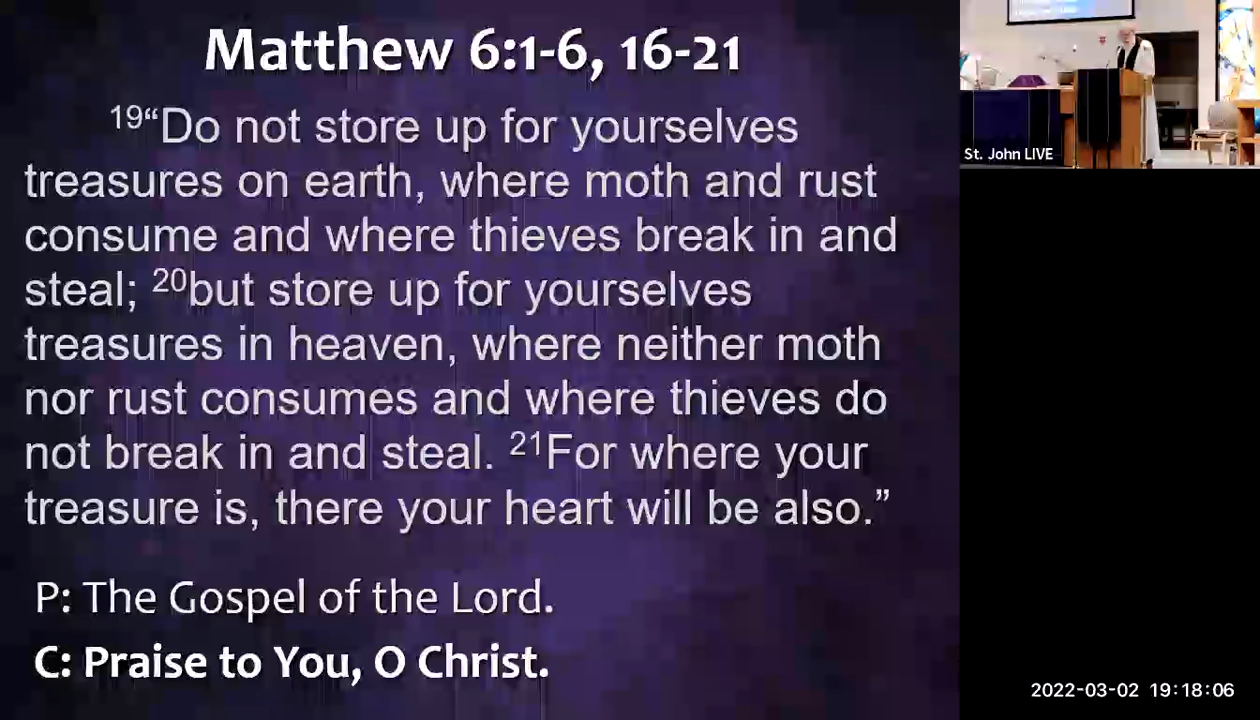 Matthew 6:1-6, 16-21
19“Do not store up for yourselves
treasures on earth, where moth and rust
consume and where thieves break in and
steal; 20but store up for yourselves
treasures in heaven, where neither moth
nor rust consumes and where thieves do
not break in and steal. 21For where your
treasure is, there your heart will be also.”
P: The Gospel of the Lord.
C: Praise to You, O Christ.
St. John LIVE
2022-03-02 19:18:06